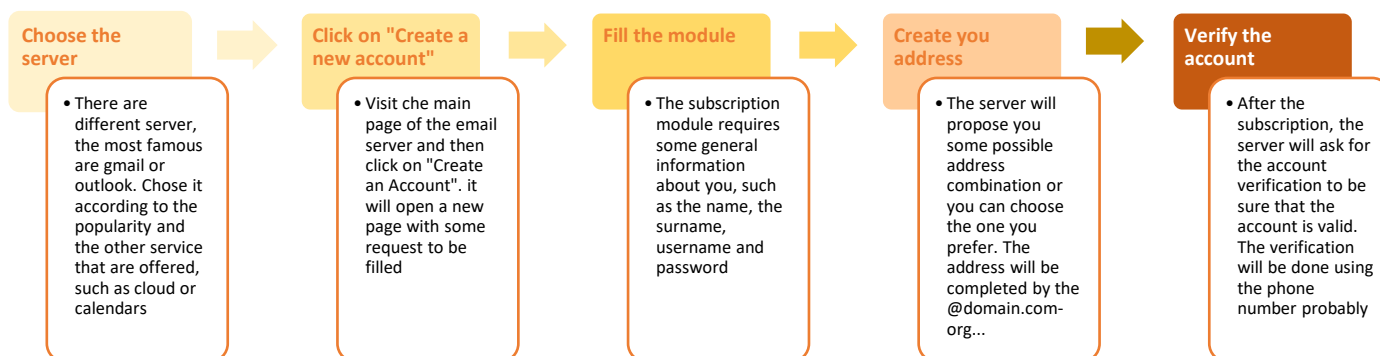 Choose the
server
• There are
different server,
the most famous
are gmail or
outlook. Chose it
according to the
popularity and
the other service
that are offered,
such as cloud or
calendars
Click on "Create a
new account"
• Visit che main
page of the email
server and then
click on "Create
an Account". it
will open a new
page with some
request to be
filled
Fill the module
• The subscription
module requires
some general
information
about you, such
as the name, the
surname,
username and
password
Create you
address
• The server will
propose you
some possible
address
combination or
you can choose
the one you
prefer. The
address will be
completed by the
@domain.com-
org...
Verify the
account
• After the
subscription, the
server will ask for
the account
verification to be
sure that the
account is valid.
The verification
will be done using
the phone
number probably